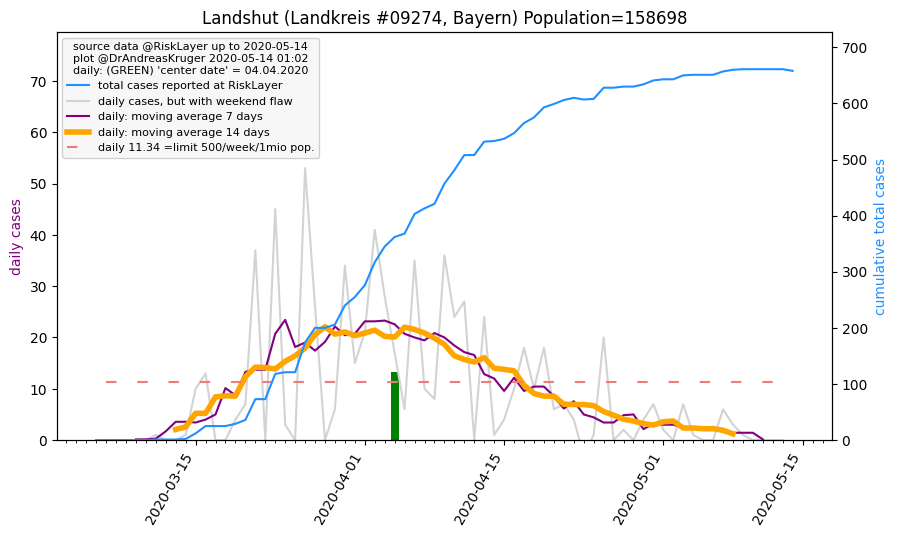 Landshut (Landkreis #09274, Bayern) Population=158698
source data @RiskLayer up to 2020-05-14
plot @DrAndreasKruger 2020-05-14 01:02
daily: (GREEN) 'center date' = 04.04.2020
total cases reported at RiskLayer
daily cases, but with weekend flaw
daily: moving average 7 days
daily: moving average 14 days
daily 11.34 =limit 500/week/1mio pop.
daily cases
70
60
50
40
30
20
10
0
cumulative total cases
700
600
500
400
300
200
100
0
2020-03-15
2020-04-01
2020-04-15
2020-05-01
2020-05-15